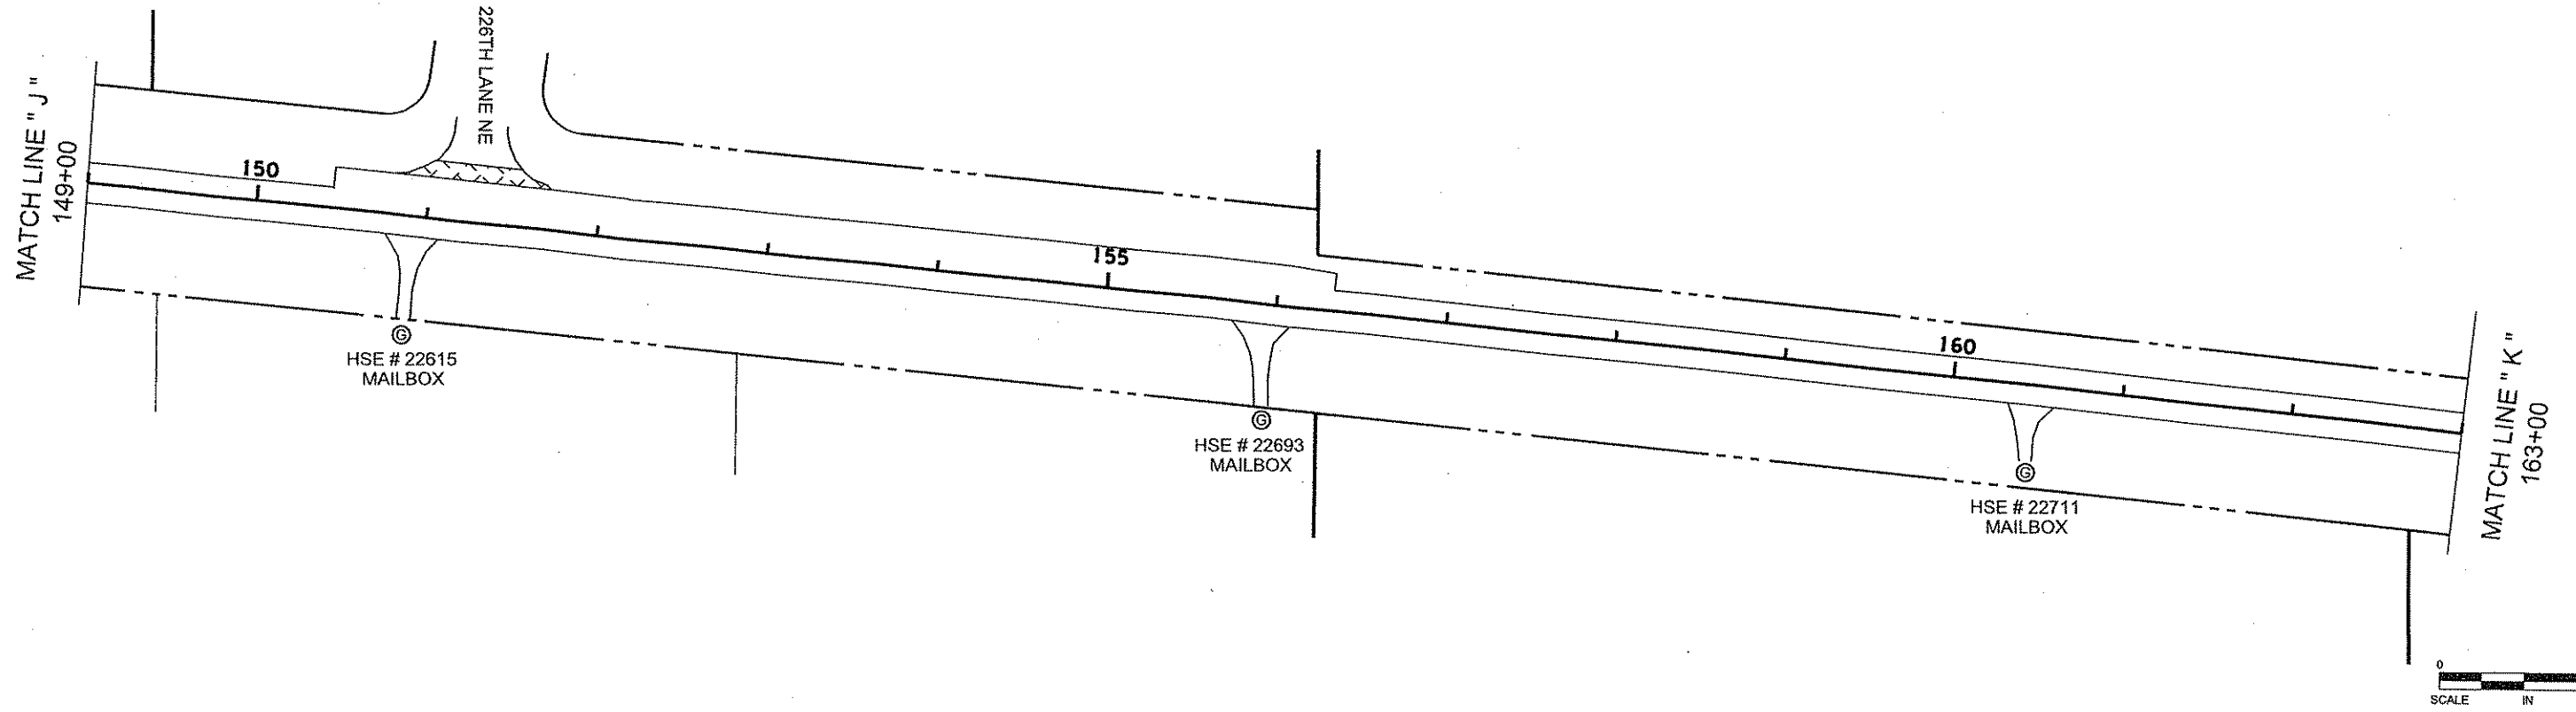 MATCH LINE " J "
149+00
226TH LANE NE
150
155
160
G
HSE # 22615
MAILBOX
G
HSE # 22693
MAILBOX
G
HSE # 22711
MAILBOX
MATCH LINE " K "
163+00
0
SCALE IN